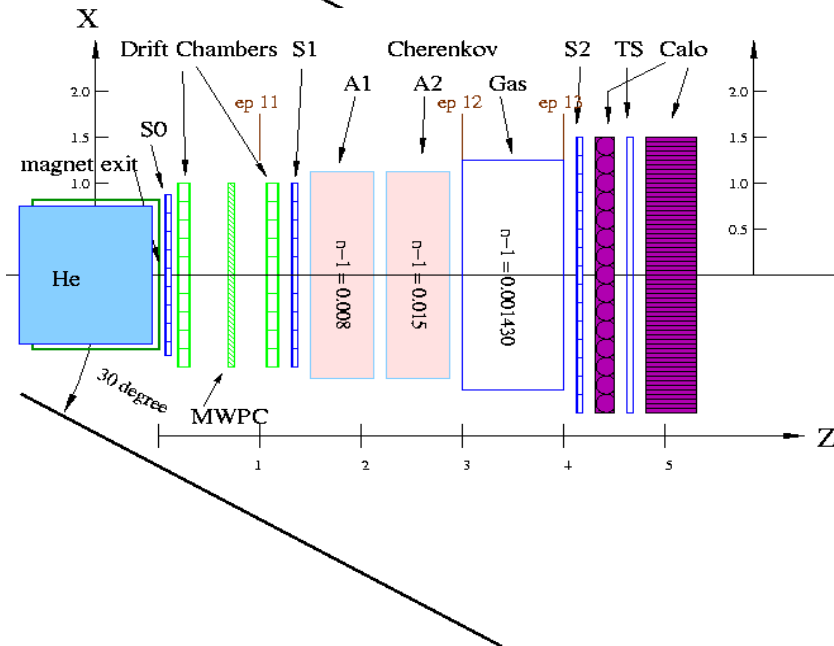 X
Drift Chambers S1 Cherenkov S2 TS Calo
A1 A2 Gas
ep 11 ep 12 ep 13
S0
magnet exit
2.0 2.0
1.5 1.5
1.0 1.0
0.5
He
n-1 = 0.008
n-1 = 0.015
n-1 = 0.001430
30 degree
MWPC
Z
1 2 3 4 5